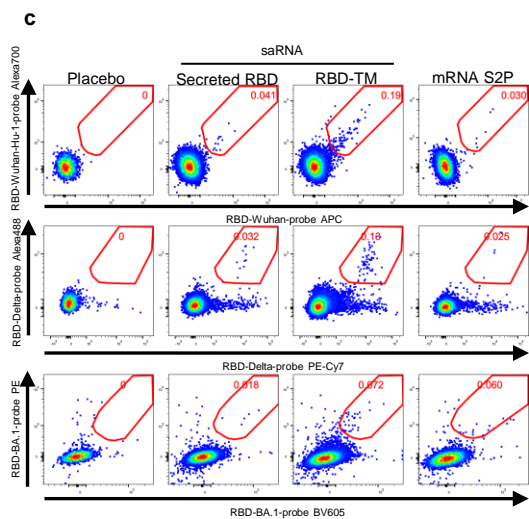 c
saRNA
Placebo Secreted RBD RBD-TM mRNA S2P
RBD-Wuhan-Hu-1-probe Alexa700
0 0.041 0.19 0.030
RBD-Wuhan-probe APC
RBD-Delta-probe Alexa488
0 0.032 0.13 0.025
RBD-Delta-probe PE-Cy7
RBD-BA.1-probe PE
0 0.018 0.072 0.060
RBD-BA.1-probe BV605